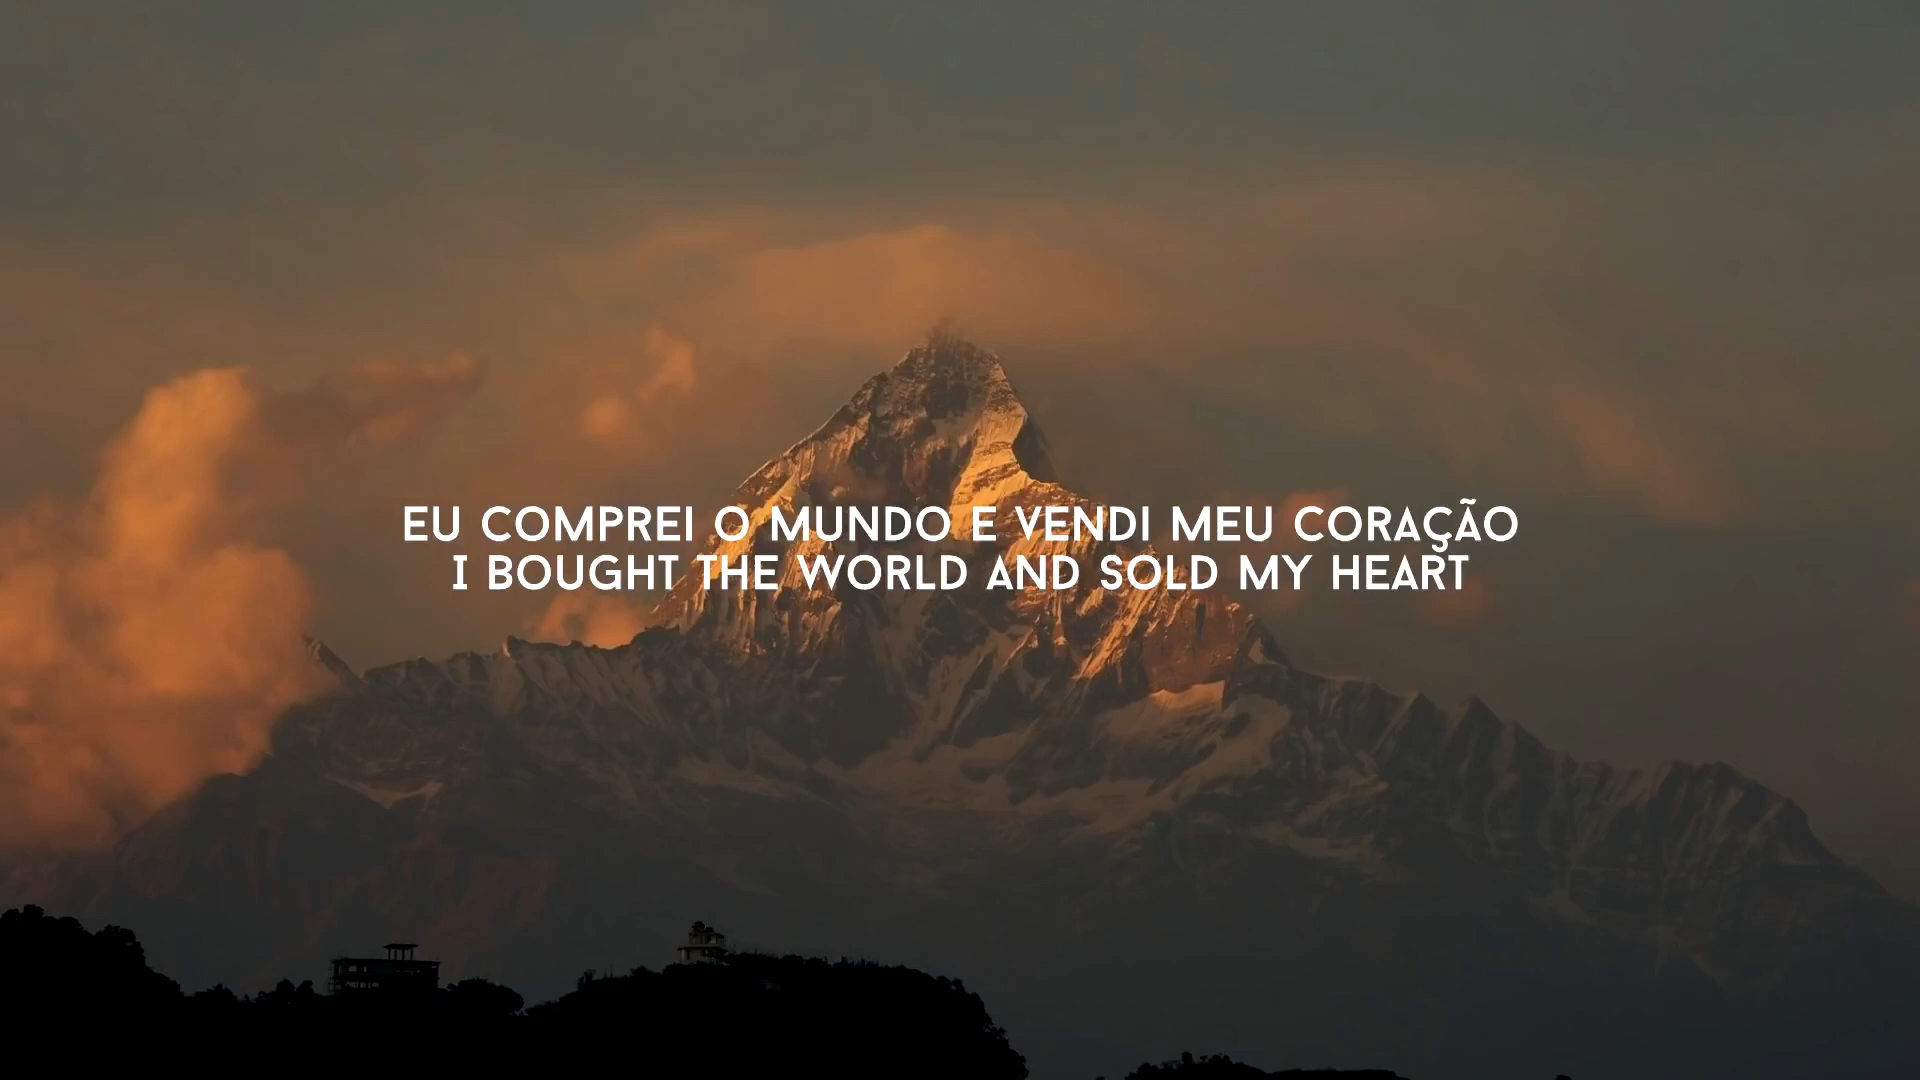 EU COMPREI O MUNDO E VENDI MEU CORAÇÃO
I BOUGHT THE WORLD AND SOLD MY HEART